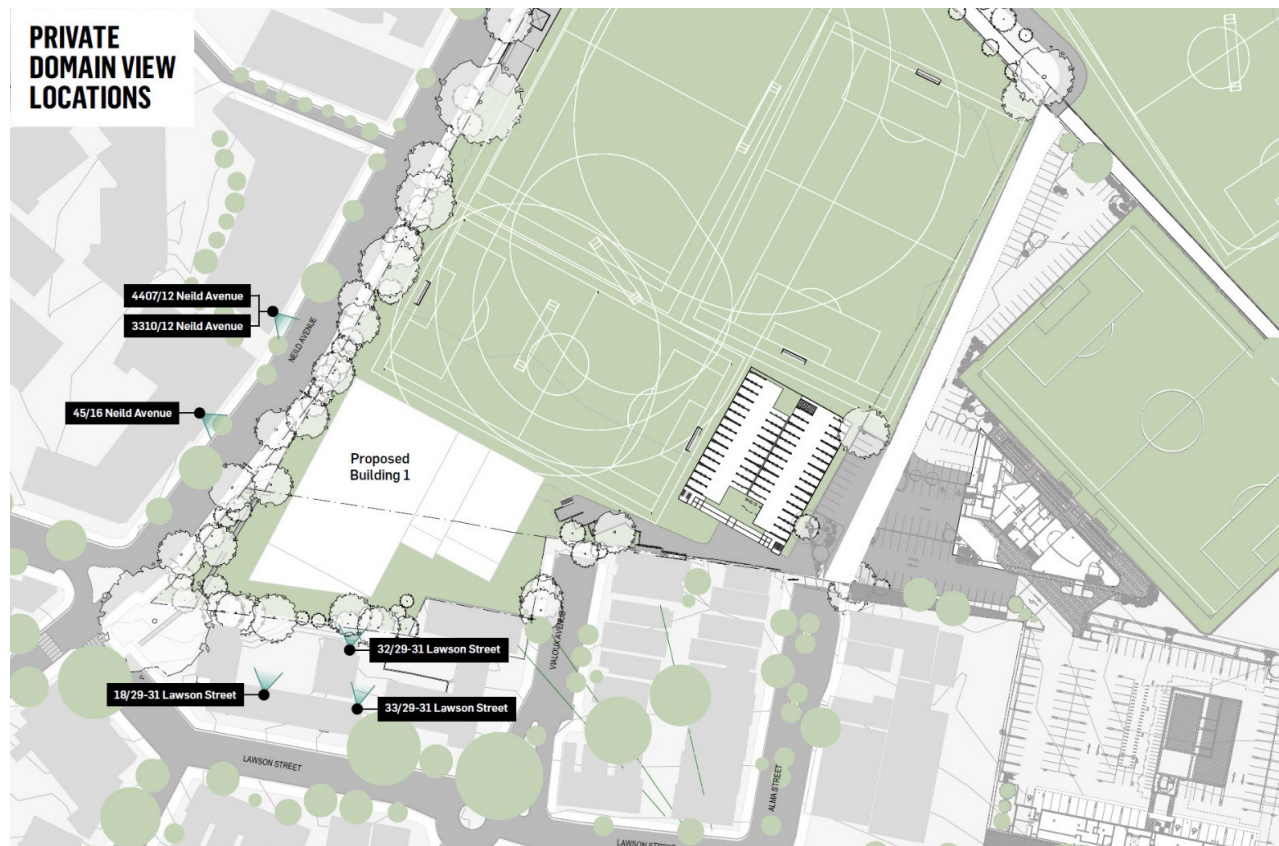 PRIVATE
DOMAIN VIEW
LOCATIONS
4407/12 Neild Avenue
3310/12 Neild Avenue
NEILD AVENUE
45/16 Neild Avenue
Proposed
Building 1
32/29-31 Lawson Street
VIALOUX AVENUE
18/29-31 Lawson Street
33/29-31 Lawson Street
LAWSON STREET
ALMA STREET
LAWSON STREET